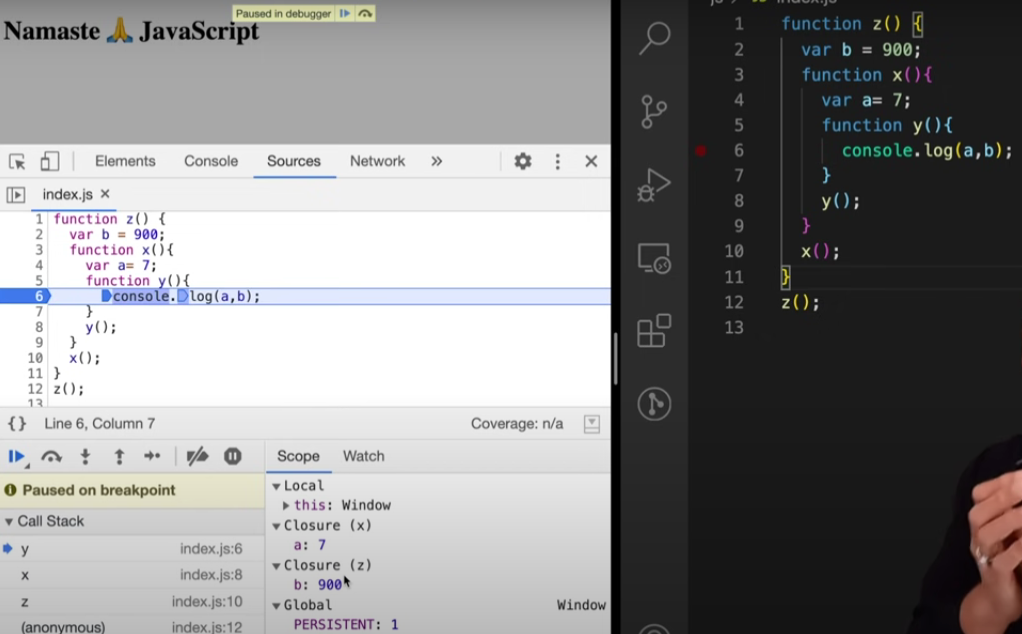 Paused in debugger
Namaste 🙏 JavaScript
Elements Console Sources Network »
index.js ×
1 function z() {
2 var b = 900;
3 function x(){
4 var a= 7;
5 function y(){
6 console.log(a,b);
7 }
8 y();
9 }
10 x();
11 }
12 z();
13
{} Line 6, Column 7 Coverage: n/a
Paused on breakpoint
Call Stack
y index.js:6
x index.js:8
z index.js:10
(anonymous) index.js:12
Scope Watch
Local
this: Window
Closure (x)
a: 7
Closure (z)
b: 900
Global Window
PERSISTENT: 1
index.js
1 function z() {
2 var b = 900;
3 function x(){
4 var a= 7;
5 function y(){
6 console.log(a,b);
7 }
8 y();
9 }
10 x();
11 }
12 z();
13